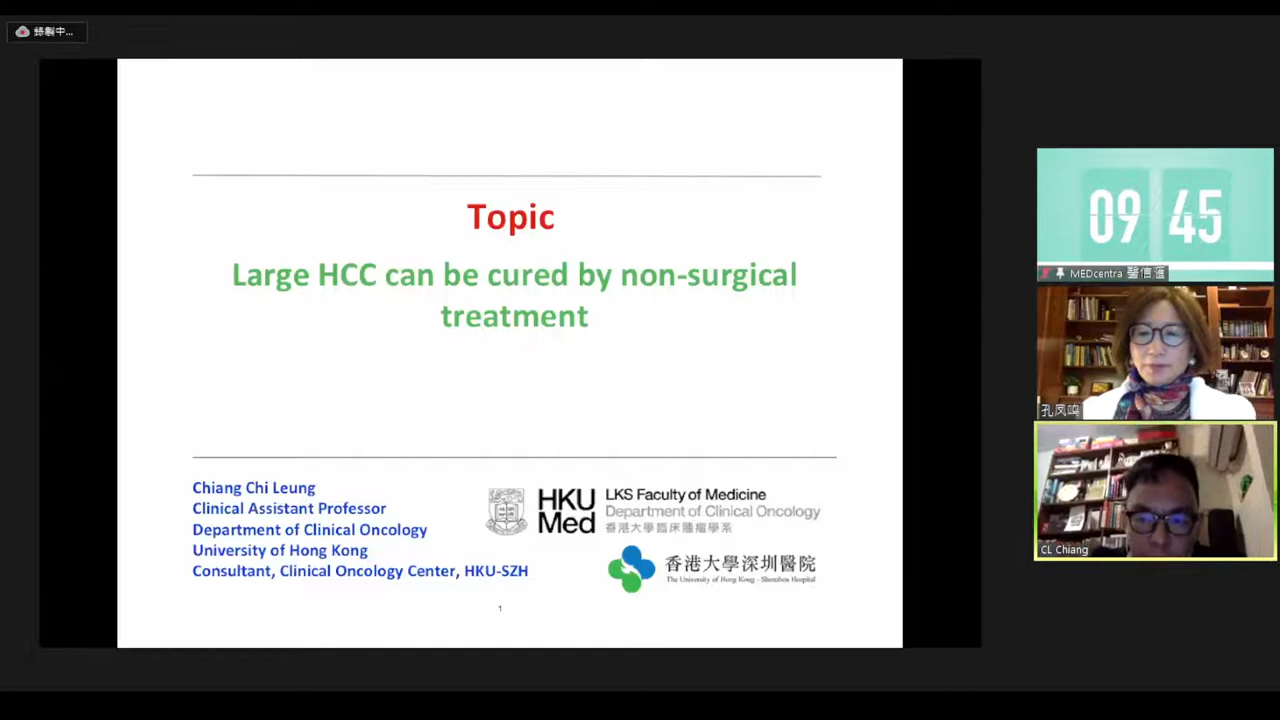 錄製中...
Topic
Large HCC can be cured by non-surgical
treatment
Chiang Chi Leung
Clinical Assistant Professor
Department of Clinical Oncology
University of Hong Kong
Consultant, Clinical Oncology Center, HKU-SZH
HKU
Med
LKS Faculty of Medicine
Department of Clinical Oncology
香港大學臨床腫瘤學系
香港大學深圳醫院
The University of Hong Kong - Shenzhen Hospital
1
09 45
MEDcentra 醫信滙
孔凤鸣
CL Chiang